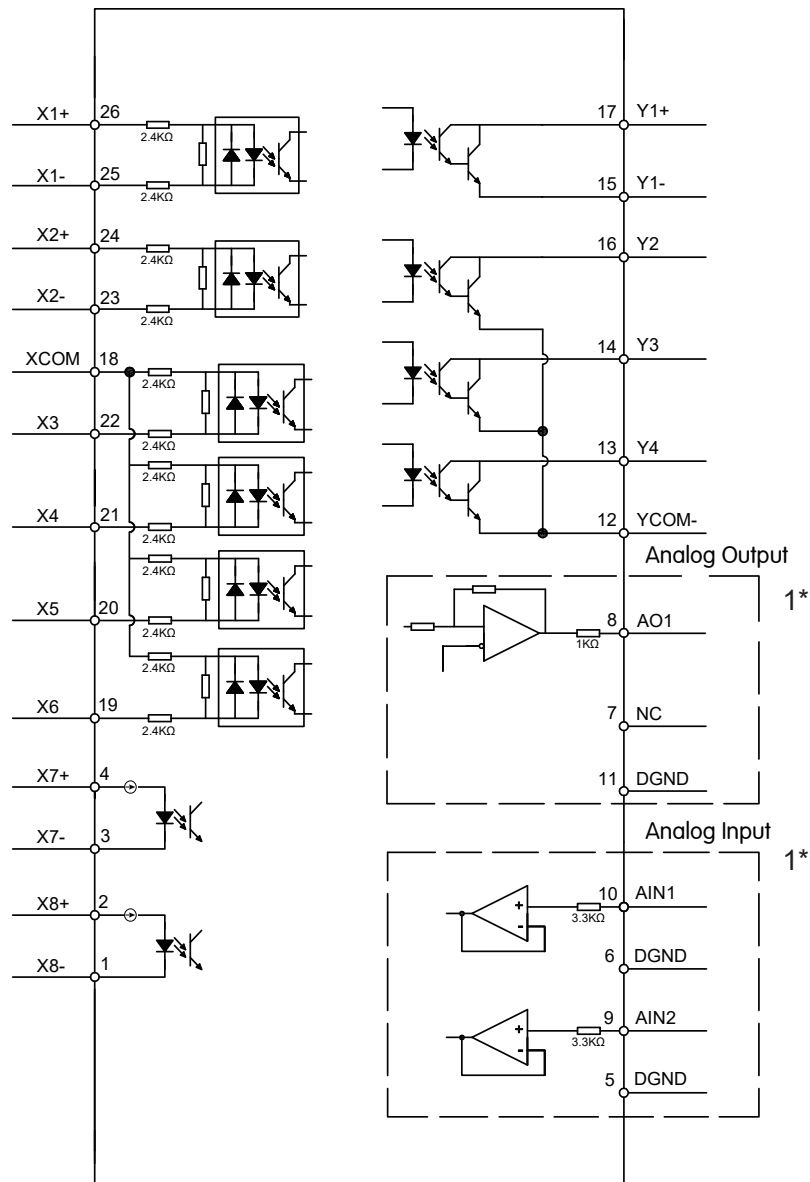 X1+ 26
2.4KΩ
X1- 25
2.4KΩ
X2+ 24
2.4KΩ
X2- 23
2.4KΩ
XCOM 18
2.4KΩ
X3 22
2.4KΩ
2.4KΩ
X4 21
2.4KΩ
2.4KΩ
X5 20
2.4KΩ
2.4KΩ
X6 19
2.4KΩ
X7+ 4
X7- 3
X8+ 2
X8- 1
17 Y1+
15 Y1-
16 Y2
14 Y3
13 Y4
12 YCOM-
Analog Output
1*
8 AO1
1KΩ
7 NC
11 DGND
Analog Input
1*
+
-
10 AIN1
3.3KΩ
6 DGND
+
-
9 AIN2
3.3KΩ
5 DGND